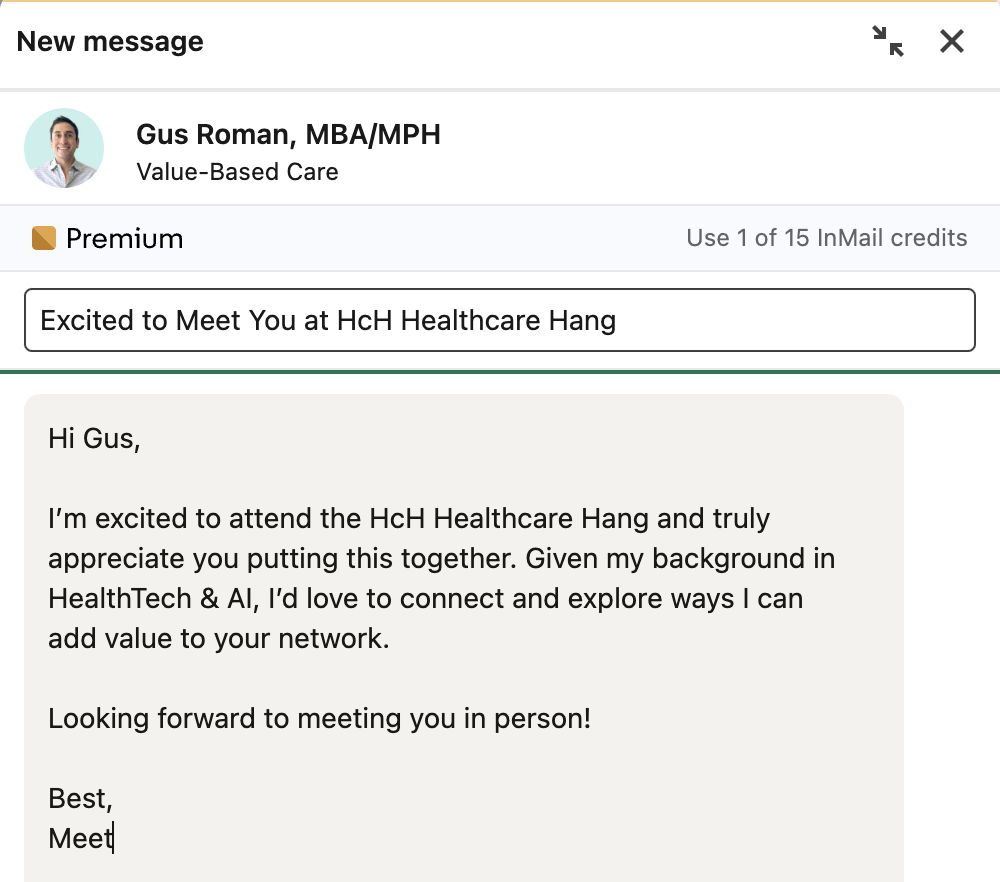 New message
Gus Roman, MBA/MPH
Value-Based Care
Premium
Use 1 of 15 InMail credits
Excited to Meet You at HcH Healthcare Hang
Hi Gus,
I’m excited to attend the HcH Healthcare Hang and truly
appreciate you putting this together. Given my background in
HealthTech & AI, I’d love to connect and explore ways I can
add value to your network.
Looking forward to meeting you in person!
Best,
Meet